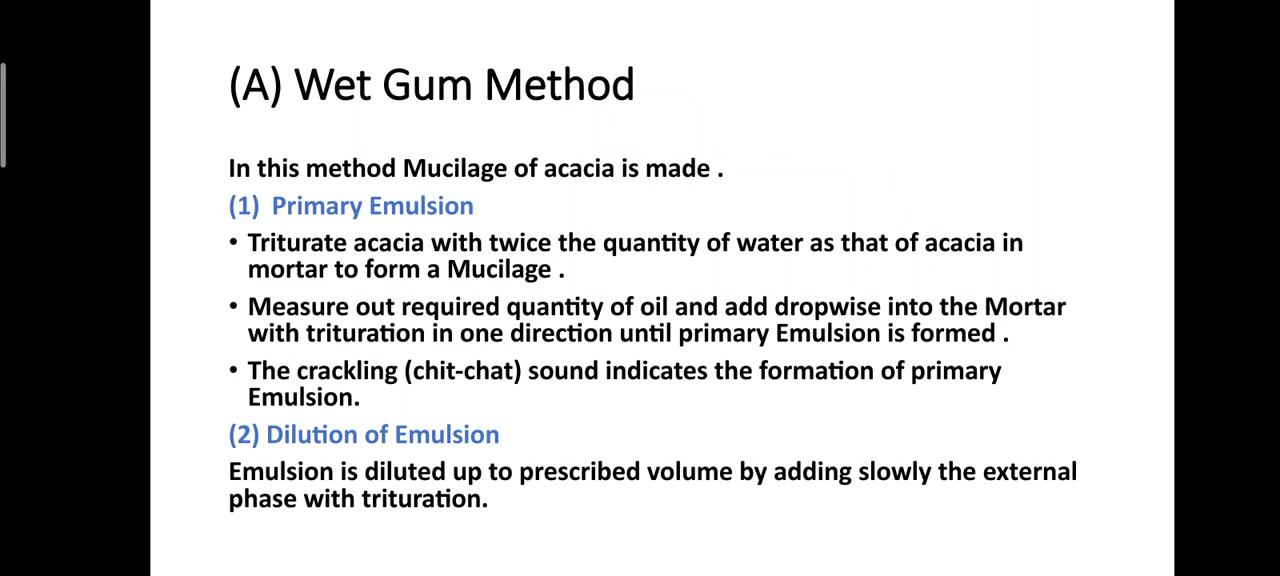 (A) Wet Gum Method
In this method Mucilage of acacia is made .
(1) Primary Emulsion
• Triturate acacia with twice the quantity of water as that of acacia in
mortar to form a Mucilage .
• Measure out required quantity of oil and add dropwise into the Mortar
with trituration in one direction until primary Emulsion is formed .
• The crackling (chit-chat) sound indicates the formation of primary
Emulsion.
(2) Dilution of Emulsion
Emulsion is diluted up to prescribed volume by adding slowly the external
phase with trituration.